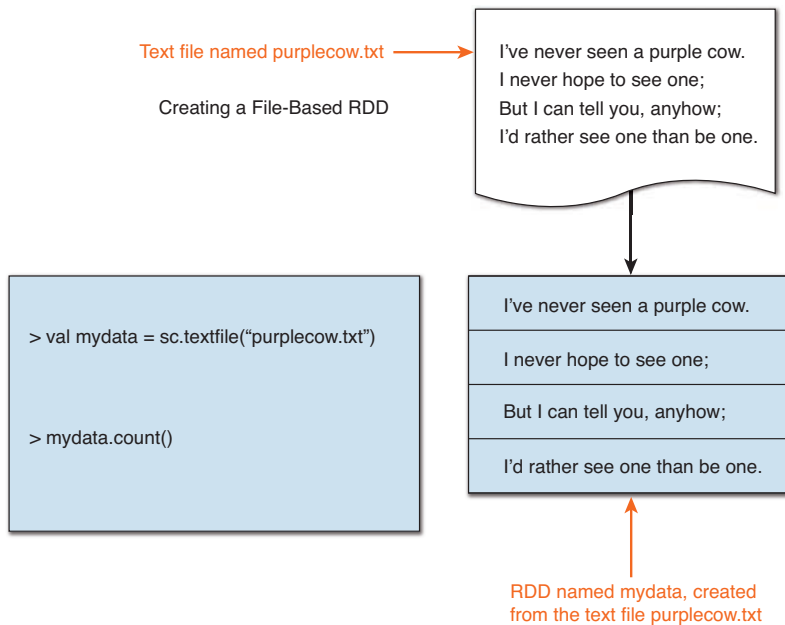 Text file named purplecow.txt
Creating a File-Based RDD
I've never seen a purple cow.
I never hope to see one;
But I can tell you, anyhow;
I'd rather see one than be one.
> val mydata = sc.textfile(“purplecow.txt”)
> mydata.count()
I've never seen a purple cow.
I never hope to see one;
But I can tell you, anyhow;
I'd rather see one than be one.
RDD named mydata, created
from the text file purplecow.txt